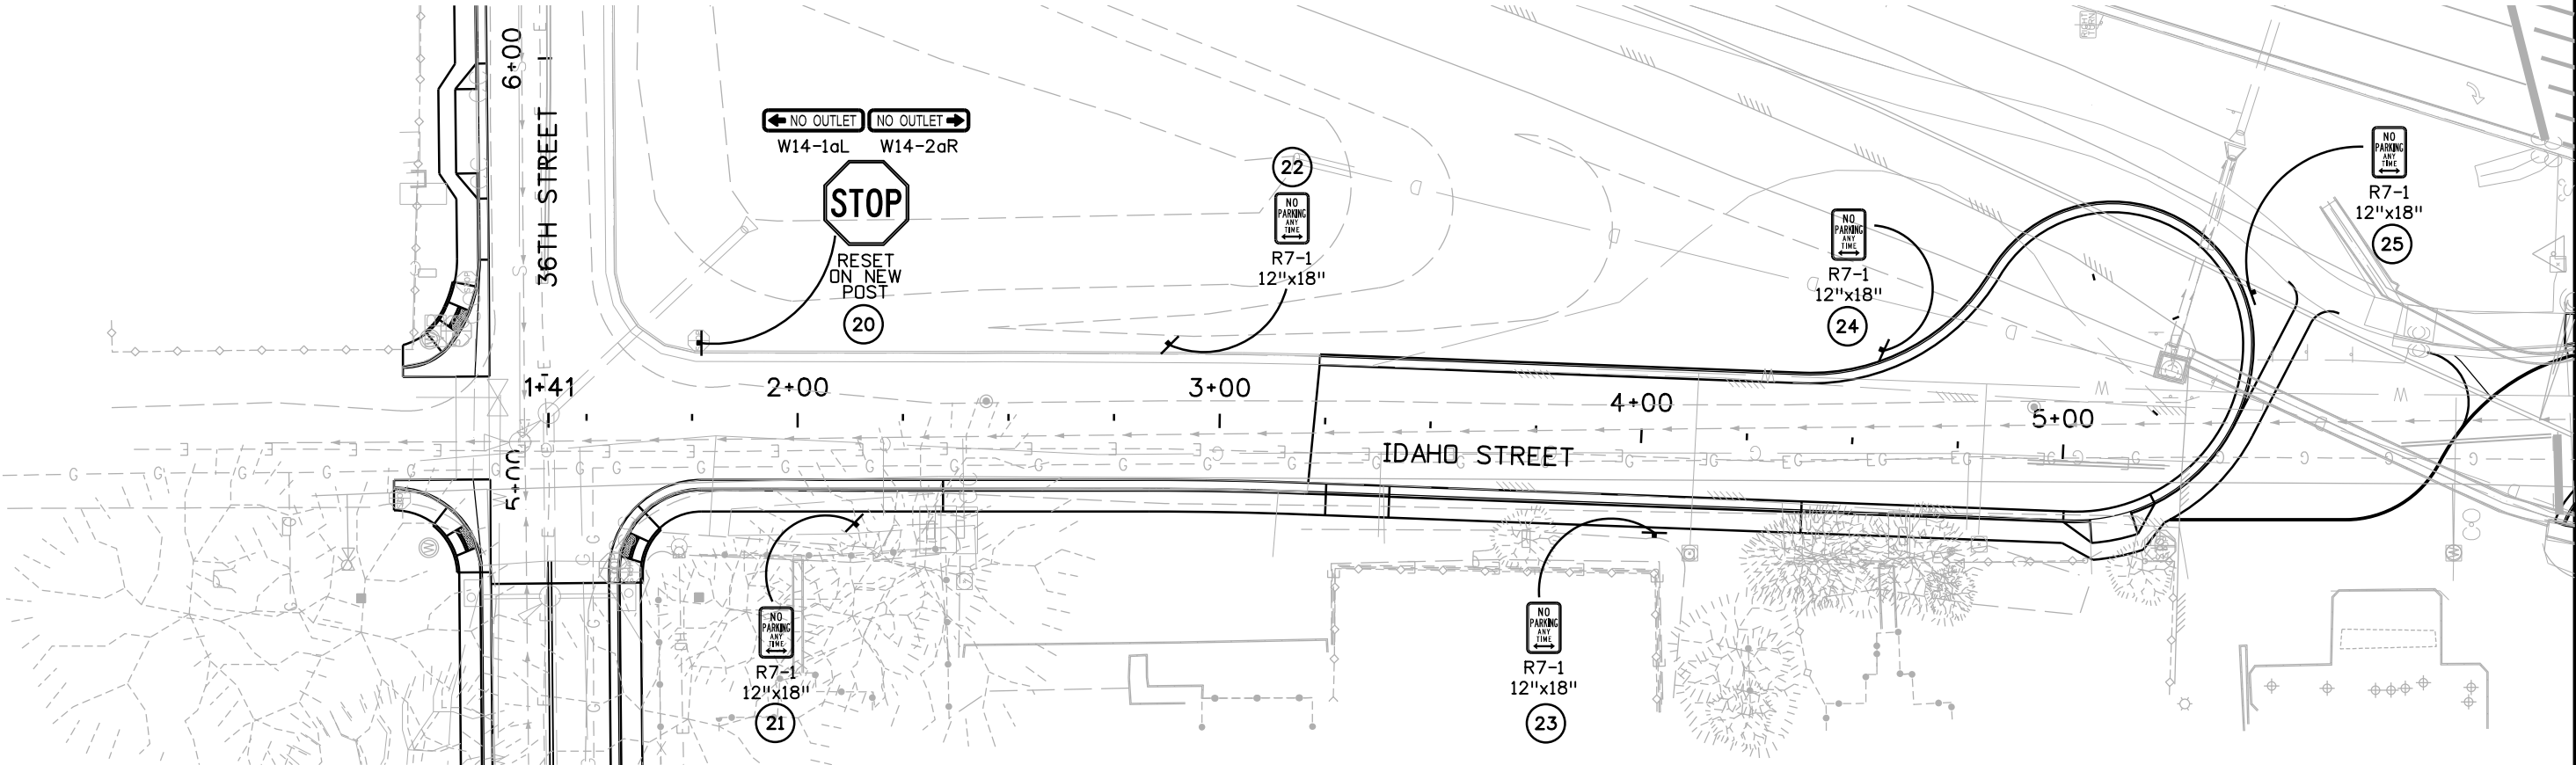 6+00
36TH STREET
NO OUTLET NO OUTLET
W14-1aL W14-2aR
STOP
RESET
ON NEW
POST
20
22
NO
PARKING
ANY
TIME
R7-1
12"x18"
NO
PARKING
ANY
TIME
R7-1
12"x18"
24
NO
PARKING
ANY
TIME
R7-1
12"x18"
25
1+41 2+00 3+00 4+00 5+00
IDAHO STREET
5+00
NO
PARKING
ANY
TIME
R7-1
12"x18"
21
NO
PARKING
ANY
TIME
R7-1
12"x18"
23